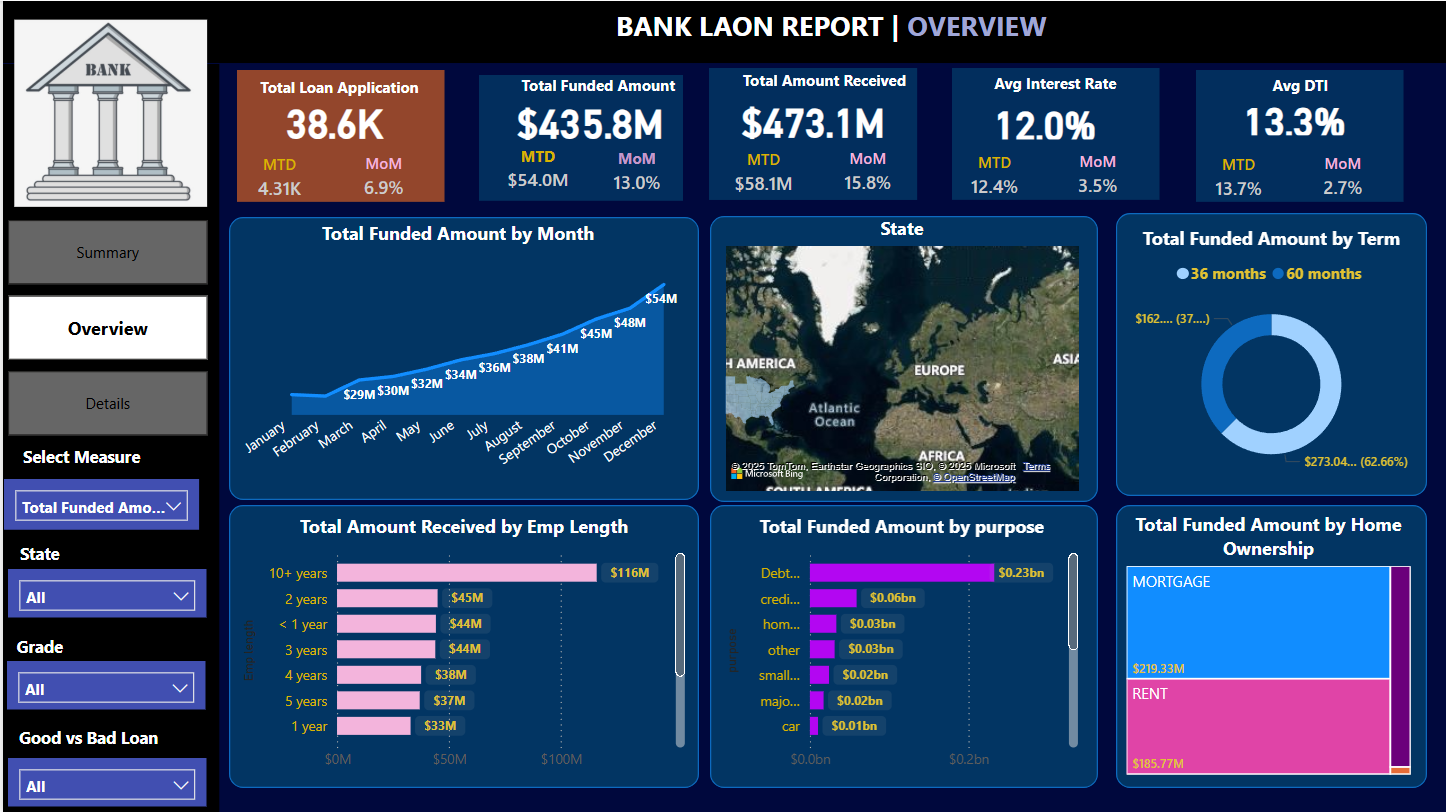 BANK LAON REPORT | OVERVIEW
BANK
Total Loan Application
38.6K
MTD MoM
4.31K 6.9%
Total Funded Amount
$435.8M
MTD MoM
$54.0M 13.0%
Total Amount Received
$473.1M
MTD MoM
$58.1M 15.8%
Avg Interest Rate
12.0%
MTD MoM
12.4% 3.5%
Avg DTI
13.3%
MTD MoM
13.7% 2.7%
Summary
Overview
Details
Select Measure
Total Funded Amo...
State
All
Grade
All
Good vs Bad Loan
All
Total Funded Amount by Month
$29M
$30M
$32M
$34M
$36M
$38M
$41M
$45M
$48M
$54M
January
February
March
April
May
June
July
August
September
October
November
December
State
H AMERICA
EUROPE
ASIA
Atlantic
Ocean
AFRICA
© 2025 TomTom, Earthstar Geographics SIO, © 2025 Microsoft Terms
Microsoft Bing
Corporation, © OpenStreetMap
SOUTH AMERICA
Total Funded Amount by Term
36 months 60 months
$162.... (37....)
$273.04... (62.66%)
Total Amount Received by Emp Length
Emp length
10+ years $116M
2 years $45M
< 1 year $44M
3 years $44M
4 years $38M
5 years $37M
1 year $33M
$0M $50M $100M
Total Funded Amount by purpose
purpose
Debt... $0.23bn
credi... $0.06bn
hom... $0.03bn
other $0.03bn
small... $0.02bn
majo... $0.02bn
car $0.01bn
$0.0bn $0.2bn
Total Funded Amount by Home
Ownership
MORTGAGE
$219.33M
RENT
$185.77M